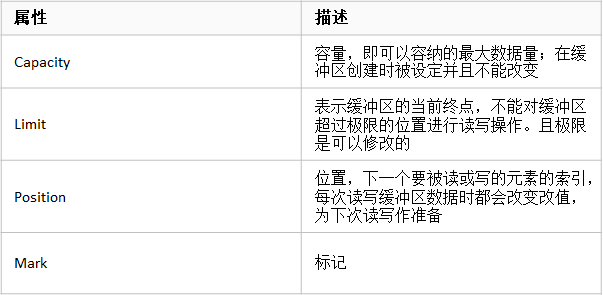 属性 描述
Capacity
容量，即可以容纳的最大数据量；在缓
冲区创建时被设定并且不能改变
Limit
表示缓冲区的当前终点，不能对缓冲区
超过极限的位置进行读写操作。且极限
是可以修改的
Position
位置，下一个要被读或写的元素的索引，
每次读写缓冲区数据时都会改变改值，
为下次读写作准备
Mark
标记